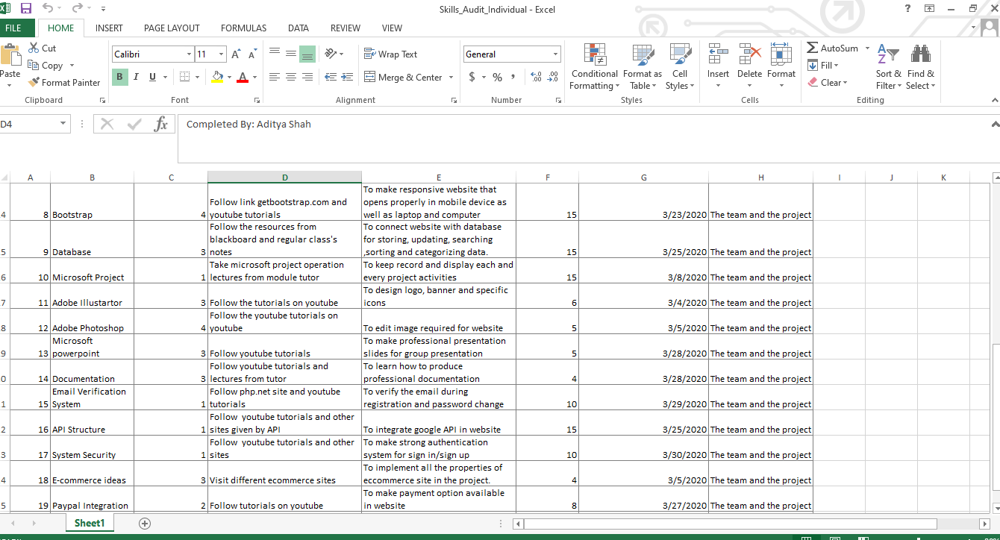 Skills_Audit_Individual - Excel
?
FILE HOME INSERT PAGE LAYOUT FORMULAS DATA REVIEW VIEW
Paste
Cut
Copy
Format Painter
Clipboard
Calibri 11
B I U
Font
Wrap Text
Merge & Center
Alignment
General
$ % ,
Number
Conditional Formatting
Format as Table
Cell Styles
Styles
Insert Delete Format
Cells
AutoSum
Fill
Clear
Sort & Filter
Find & Select
Editing
D4 fx Completed By: Aditya Shah
A B C D E F G H I J K
To make responsive website that
Follow link getbootstrap.com and opens properly in mobile device as
4 8 Bootstrap 4 youtube tutorials well as laptop and computer 15 3/23/2020 The team and the project
Follow the resources from To connect website with database
blackboard and regular class's for storing, updating, searching
5 9 Database 3 notes ,sorting and categorizing data. 15 3/25/2020 The team and the project
Take microsoft project operation To keep record and display each and
6 10 Microsoft Project 1 lectures from module tutor every project activities 15 3/8/2020 The team and the project
To design logo, banner and specific
7 11 Adobe Illustartor 3 Follow the tutorials on youtube icons 6 3/4/2020 The team and the project
Follow the youtube tutorials on
8 12 Adobe Photoshop 4 youtube To edit image required for website 5 3/5/2020 The team and the project
Microsoft To make professional presentation
9 13 powerpoint 3 Follow youtube tutorials slides for group presentation 5 3/28/2020 The team and the project
Follow youtube tutorials and To learn how to produce
0 14 Documentation 3 lectures from tutor professional documentation 4 3/28/2020 The team and the project
Email Verification Follow php.net site and youtube To verify the email during
1 15 System 1 tutorials registration and password change 10 3/29/2020 The team and the project
Follow youtube tutorials and other
2 16 API Structure 1 sites given by API To integrate google API in website 15 3/25/2020 The team and the project
Follow youtube tutorials and other To make strong authentication
3 17 System Security 1 sites system for sign in/sign up 10 3/30/2020 The team and the project
To implement all the properties of
4 18 E-commerce ideas 3 Visit different ecommerce sites eccommerce site in the project. 4 3/5/2020 The team and the project
To make payment option available
5 19 Paypal Integration 2 Follow tutorials on youtube in website 8 3/27/2020 The team and the project
Sheet1